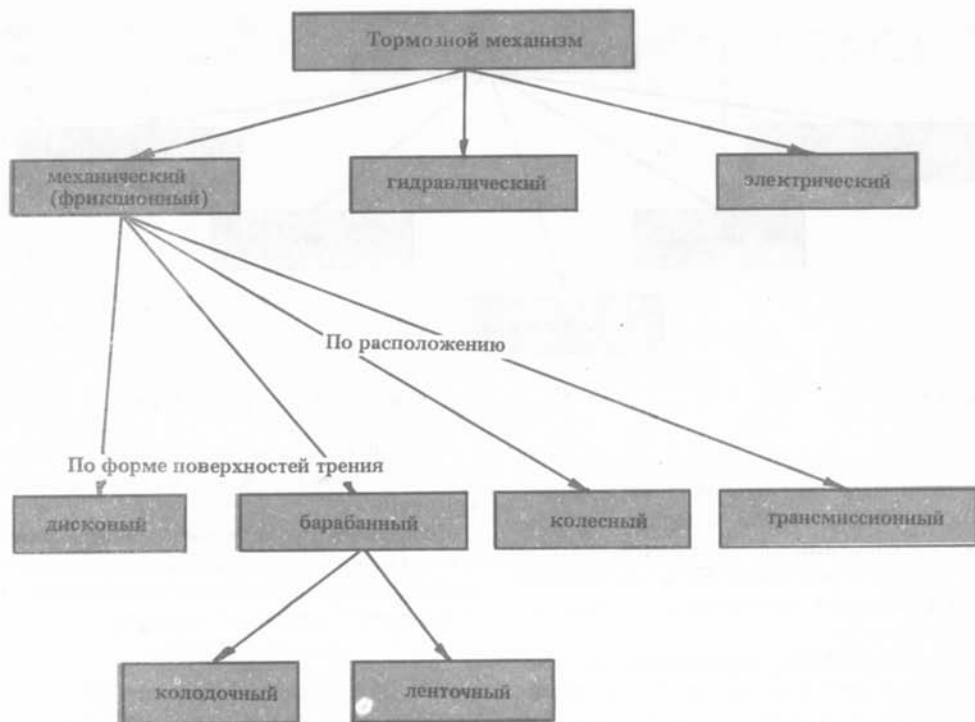 Тормозной механизм
механический
(фрикционный)
гидравлический
электрический
По расположению
По форме поверхностей трения
дисковый
барабанный
колесный
трансмиссионный
колодочный
ленточный